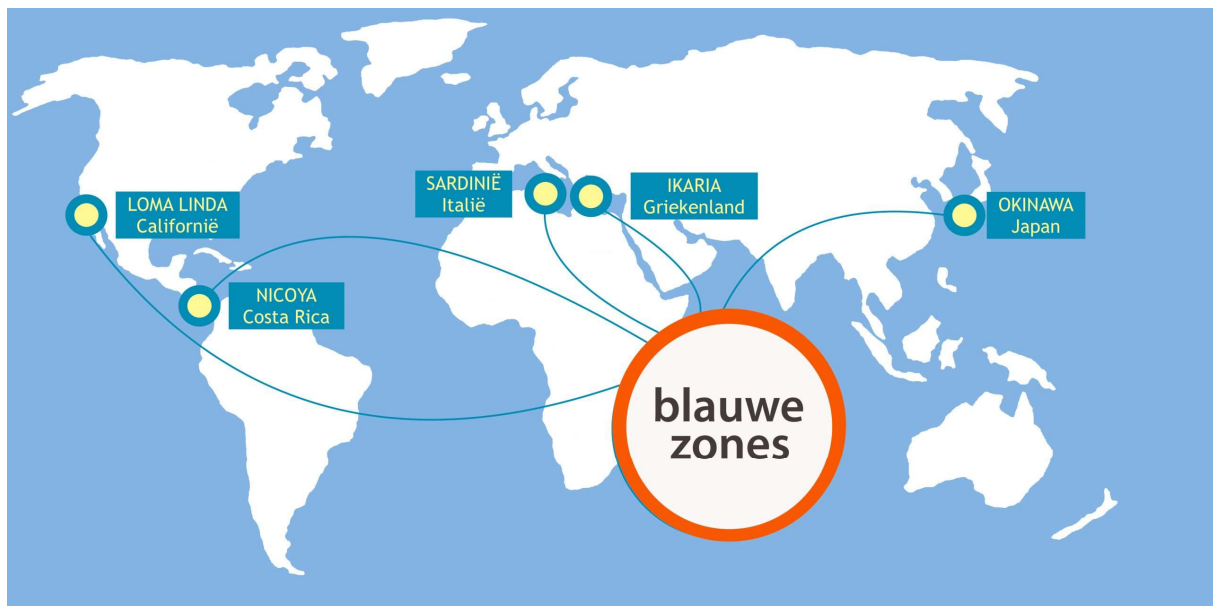 LOMA LINDA
Californië
NICOYA
Costa Rica
SARDINIË
Italië
IKARIA
Griekenland
OKINAWA
Japan
blauwe
zones